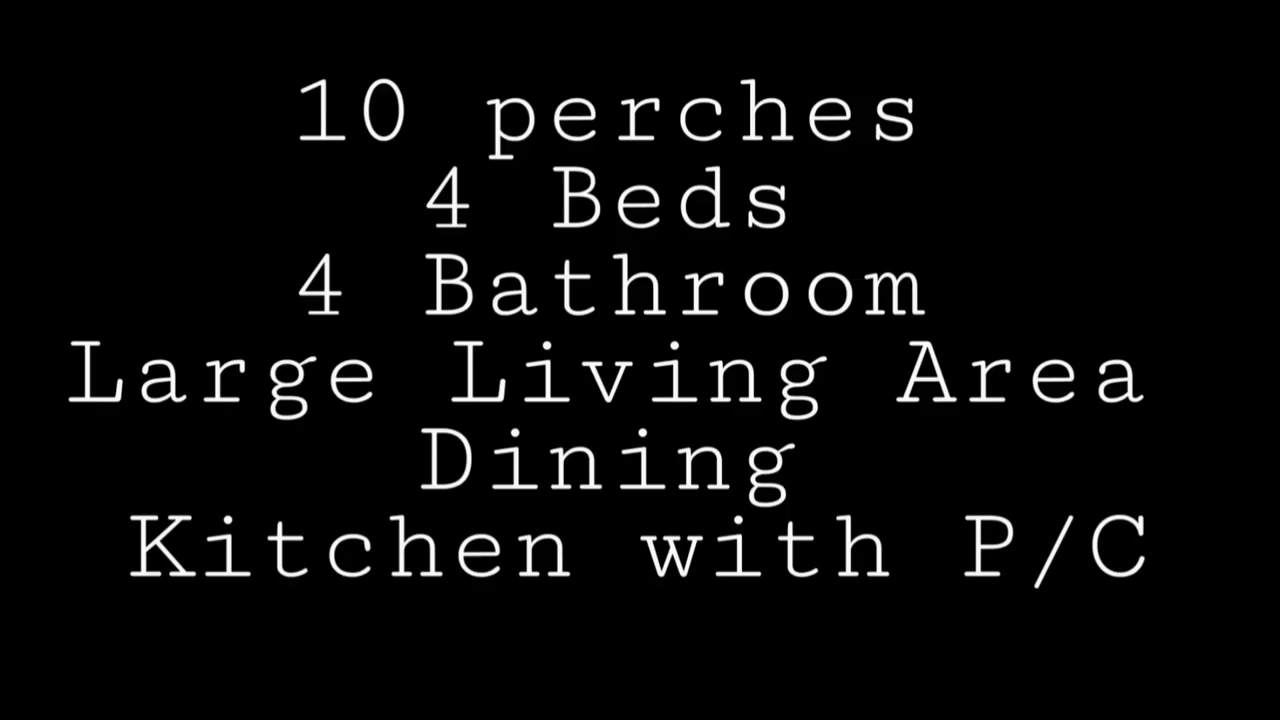 10 perches
4 Beds
4 Bathroom
Large Living Area
Dining
Kitchen with P/C